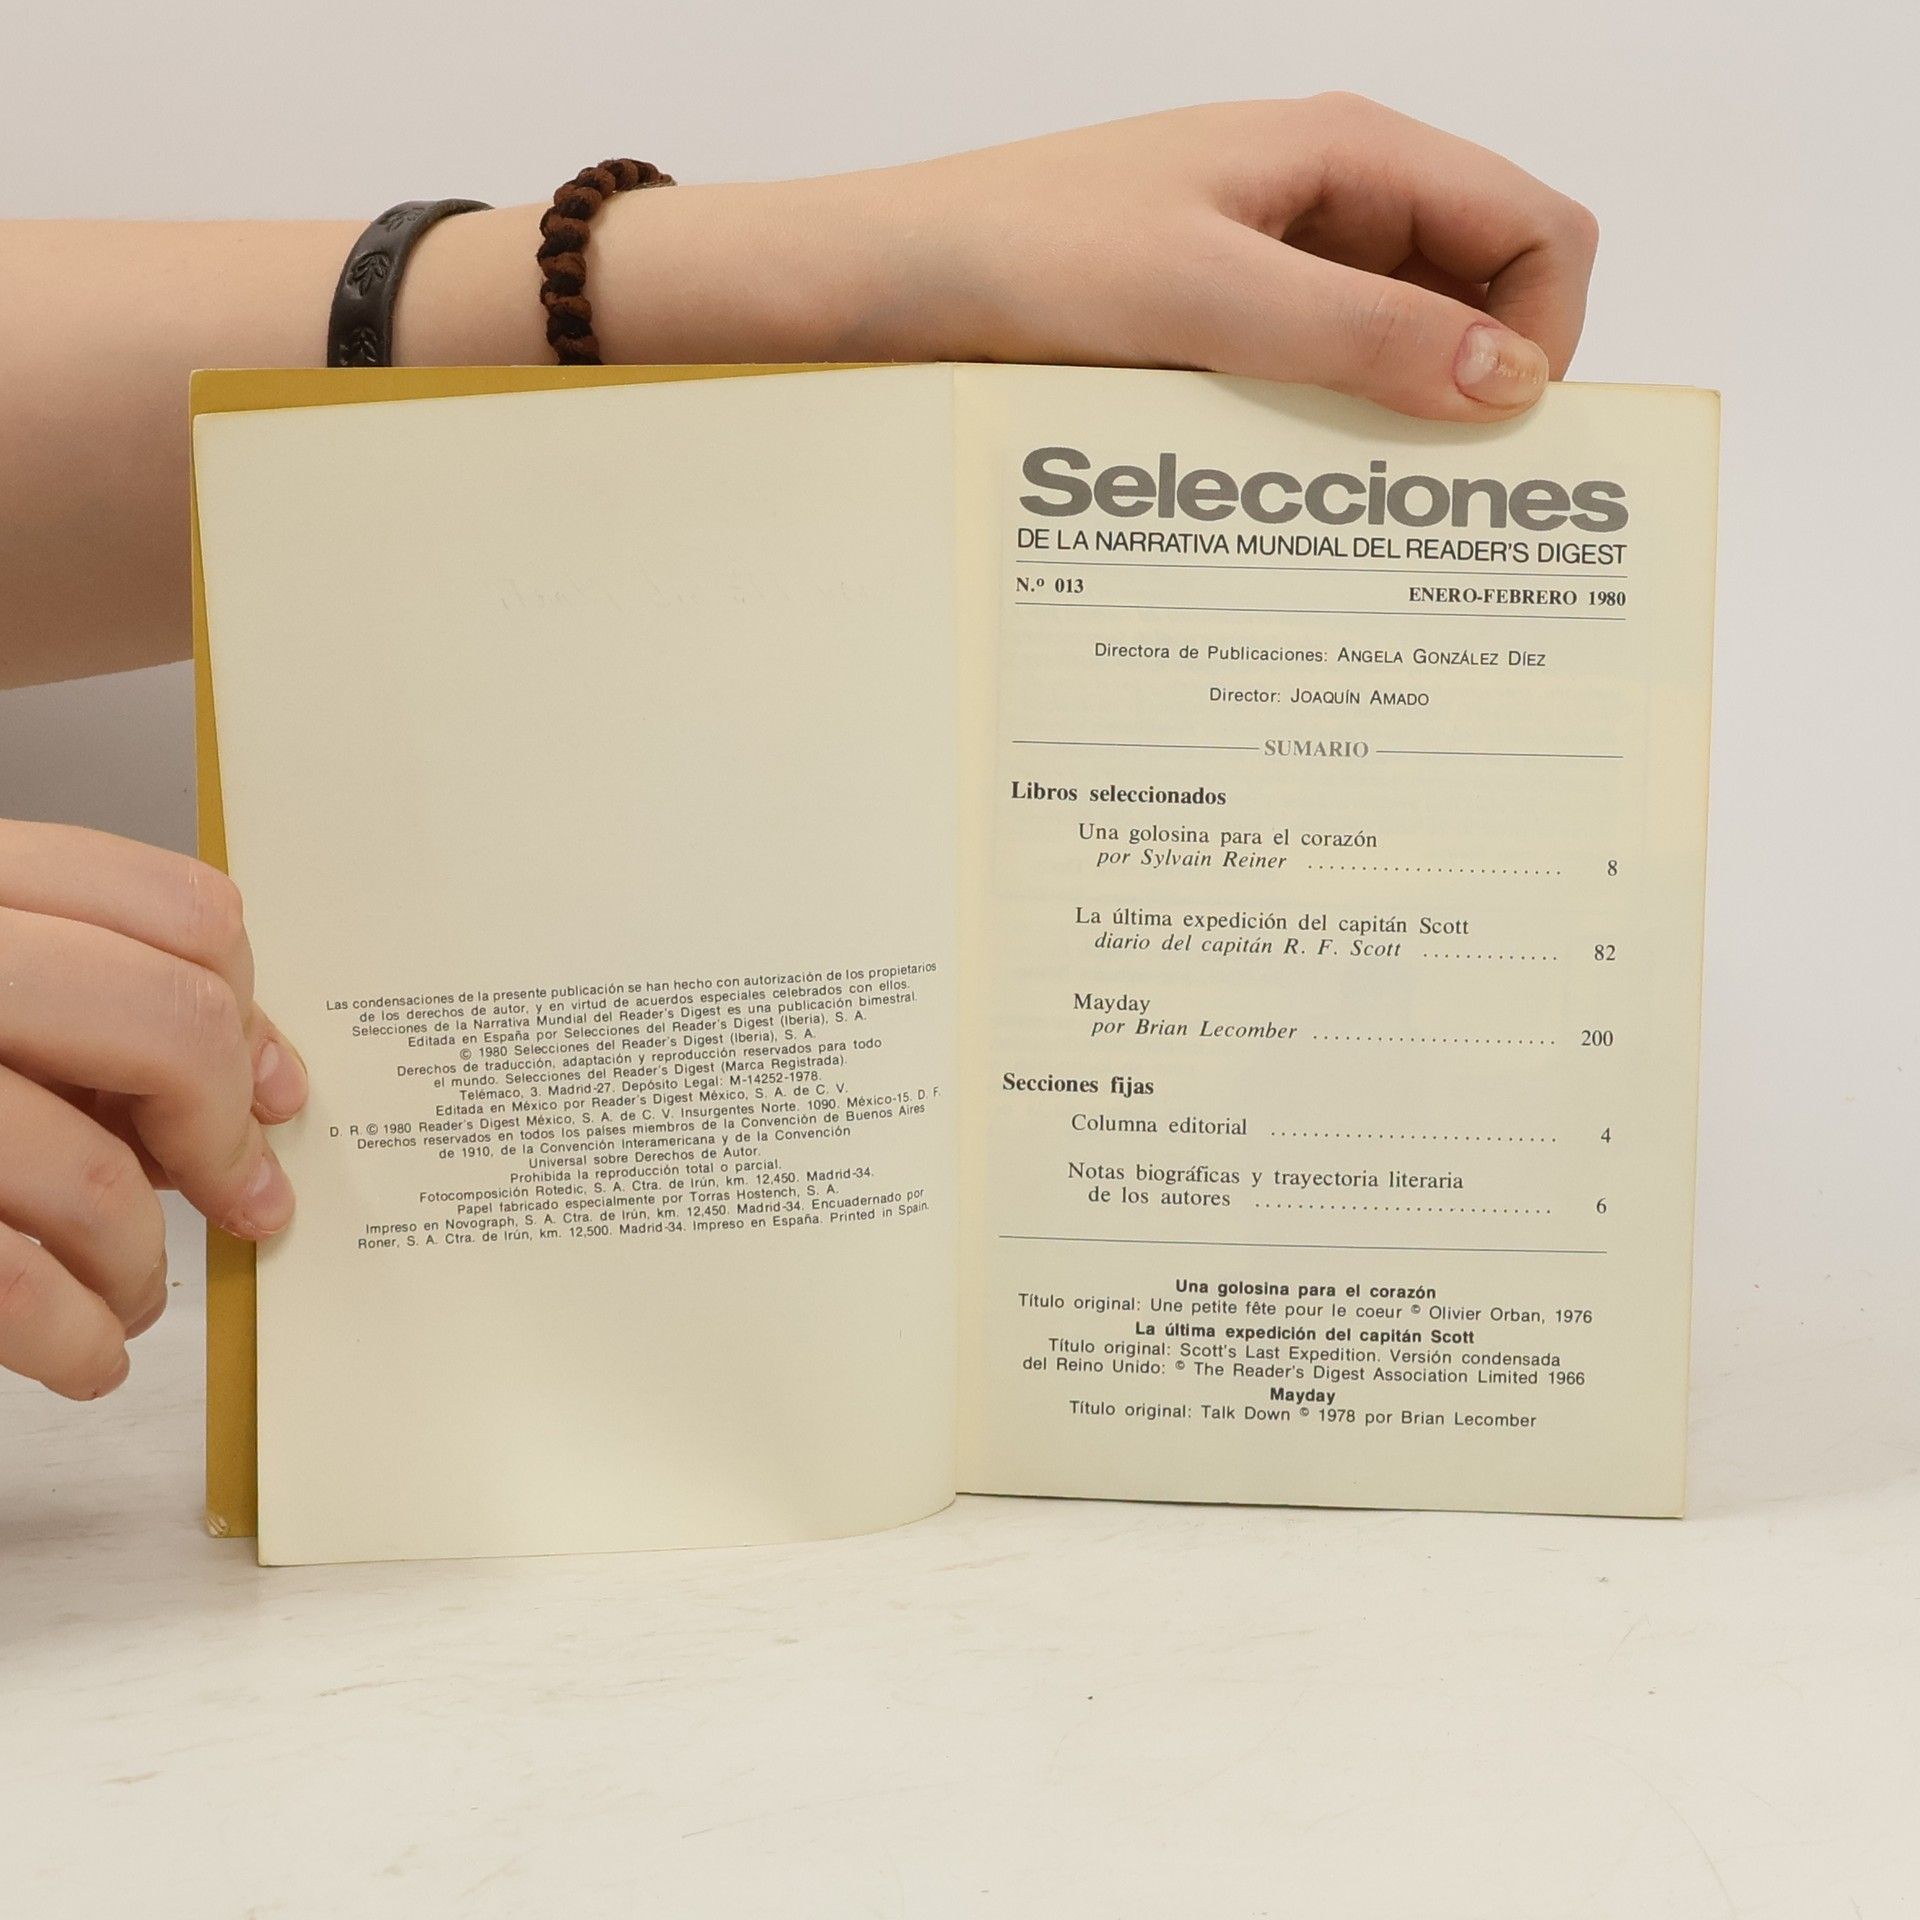 Las condensaciones de la presente publicación se han hecho con autorización de los propietarios
de los derechos de autor, y en virtud de acuerdos especiales celebrados con ellos.
Selecciones de la Narrativa Mundial del Reader's Digest es una publicación bimestral.
Editada en España por Selecciones del Reader's Digest (Iberia), S. A.
© 1980 Selecciones del Reader's Digest (Iberia), S. A.
Derechos de traducción, adaptación y reproducción reservados para todo
el mundo. Selecciones del Reader's Digest (Marca Registrada).
Telémaco, 3. Madrid-27. Depósito Legal: M-14252-1978.
Editada en México por Reader's Digest México, S. A. de C. V.
D. R. © 1980 Reader's Digest México, S. A. de C. V. Insurgentes Norte. 1090. México-15. D. F.
Derechos reservados en todos los países miembros de la Convención de Buenos Aires
de 1910, de la Convención Interamericana y de la Convención
Universal sobre Derechos de Autor.
Prohibida la reproducción total o parcial.
Fotocomposición Rotedic, S. A. Ctra. de Irún, km. 12,450. Madrid-34.
Papel fabricado especialmente por Torras Hostench, S. A.
Impreso en Novograph, S. A. Ctra. de Irún, km. 12,450. Madrid-34. Encuadernado por
Roner, S. A. Ctra. de Irún, km. 12,500. Madrid-34. Impreso en España. Printed in Spain.
Selecciones
DE LA NARRATIVA MUNDIAL DEL READER'S DIGEST
N.º 013 ENERO-FEBRERO 1980
Directora de Publicaciones: ANGELA GONZÁLEZ DÍEZ
Director: JOAQUÍN AMADO
SUMARIO
Libros seleccionados
Una golosina para el corazón
por Sylvain Reiner ........................ 8
La última expedición del capitán Scott
diario del capitán R. F. Scott ............. 82
Mayday
por Brian Lecomber ....................... 200
Secciones fijas
Columna editorial ........................... 4
Notas biográficas y trayectoria literaria
de los autores ............................ 6
Una golosina para el corazón
Título original: Une petite fête pour le coeur © Olivier Orban, 1976
La última expedición del capitán Scott
Título original: Scott's Last Expedition. Versión condensada
del Reino Unido: © The Reader's Digest Association Limited 1966
Mayday
Título original: Talk Down © 1978 por Brian Lecomber